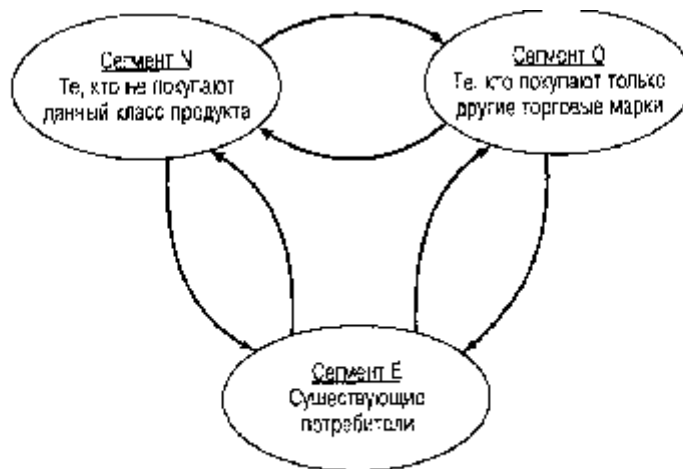 Сегмент N
Те, кто не покупают
данный класс продукта
Сегмент O
Те, кто покупают только
другие торговые марки
Сегмент E
Существующие
потребители